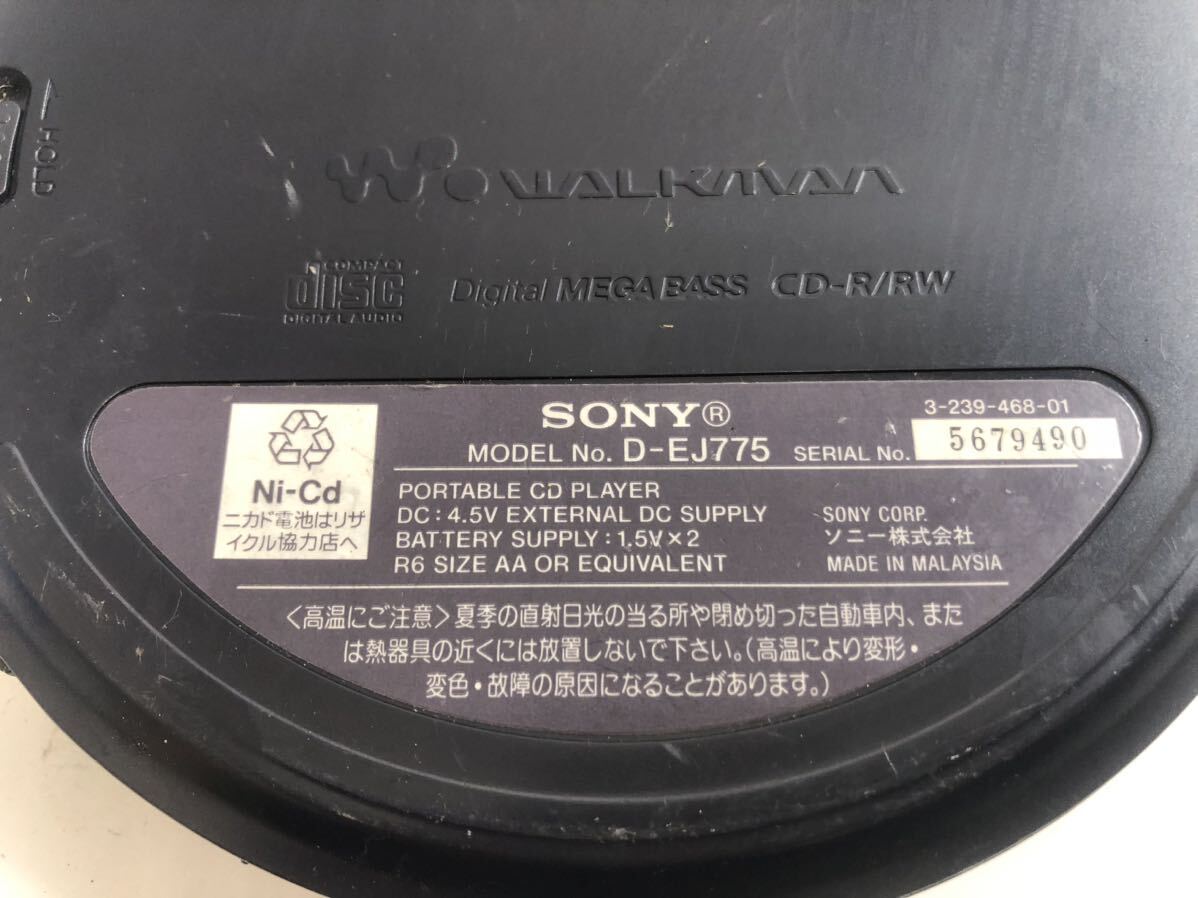 HOLD
WALKMAN
COMPACT
disc
DIGITAL AUDIO
Digital MEGA BASS CD-R/RW
SONY®
3-239-468-01
MODEL No. D-EJ775 SERIAL No. 5679490
Ni-Cd
ニカド電池はリサ
イクル協力店へ
PORTABLE CD PLAYER
DC:4.5V EXTERNAL DC SUPPLY
BATTERY SUPPLY:1.5V×2
R6 SIZE AA OR EQUIVALENT
SONY CORP.
ソニー株式会社
MADE IN MALAYSIA
<高温にご注意>夏季の直射日光の当る所や閉め切った自動車内、また
は熱器具の近くには放置しないで下さい。(高温により変形・
変色・故障の原因になることがあります。)